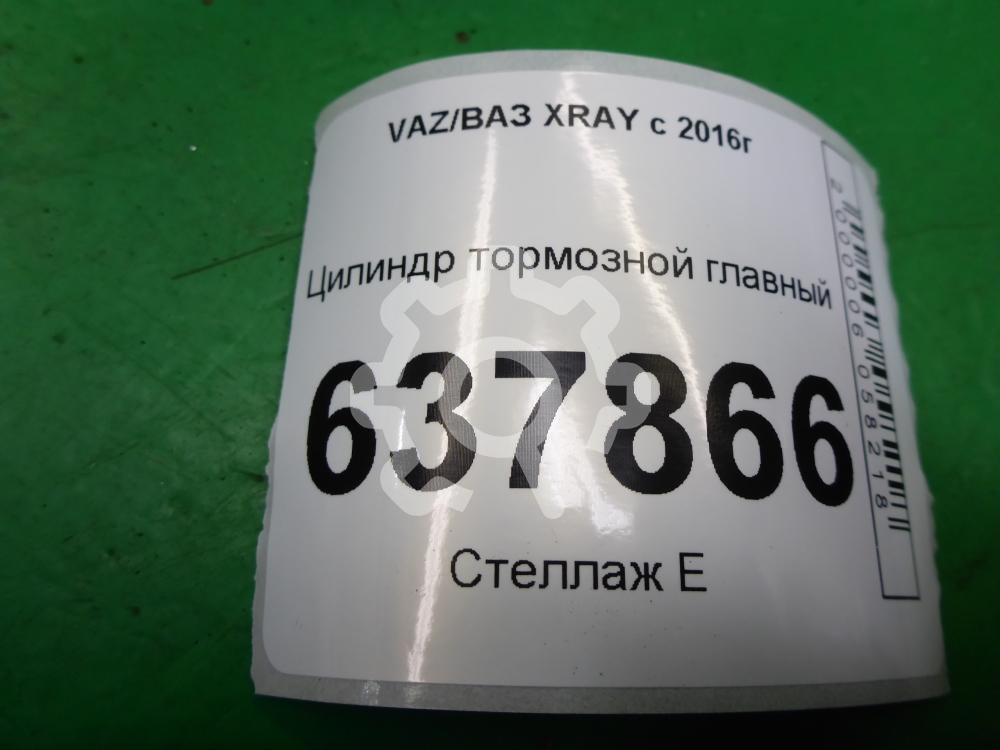 VAZ/ВАЗ XRAY с 2016г
Цилиндр тормозной главный
637866
Стеллаж Е
2000006058218